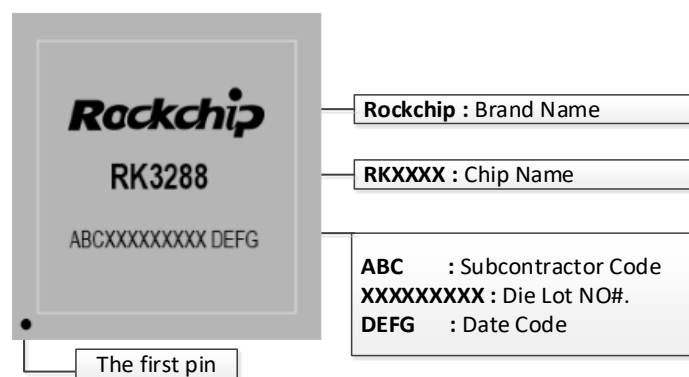 Rockchip
RK3288
ABCXXXXXXXXX DEFG
The first pin
Rockchip : Brand Name
RKXXXX : Chip Name
ABC : Subcontractor Code
XXXXXXXXX : Die Lot NO#.
DEFG : Date Code